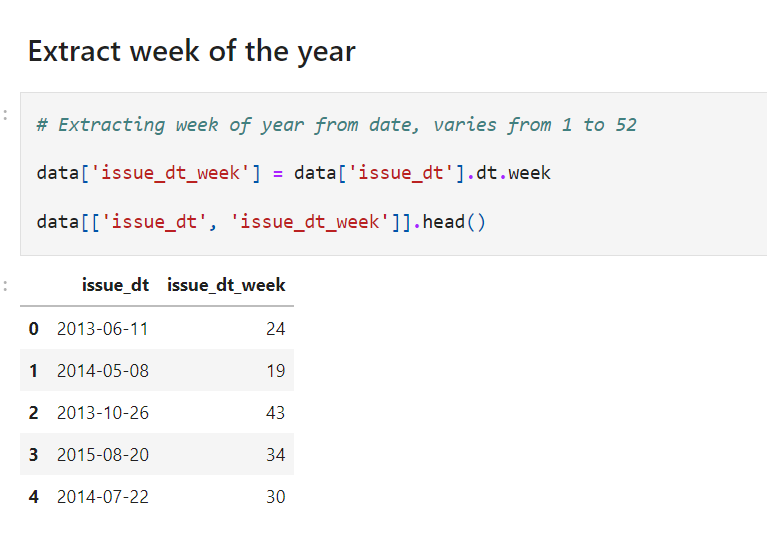 Extract week of the year
:
# Extracting week of year from date, varies from 1 to 52
data['issue_dt_week'] = data['issue_dt'].dt.week
data[['issue_dt', 'issue_dt_week']].head()
:
issue_dt issue_dt_week
0 2013-06-11 24
1 2014-05-08 19
2 2013-10-26 43
3 2015-08-20 34
4 2014-07-22 30